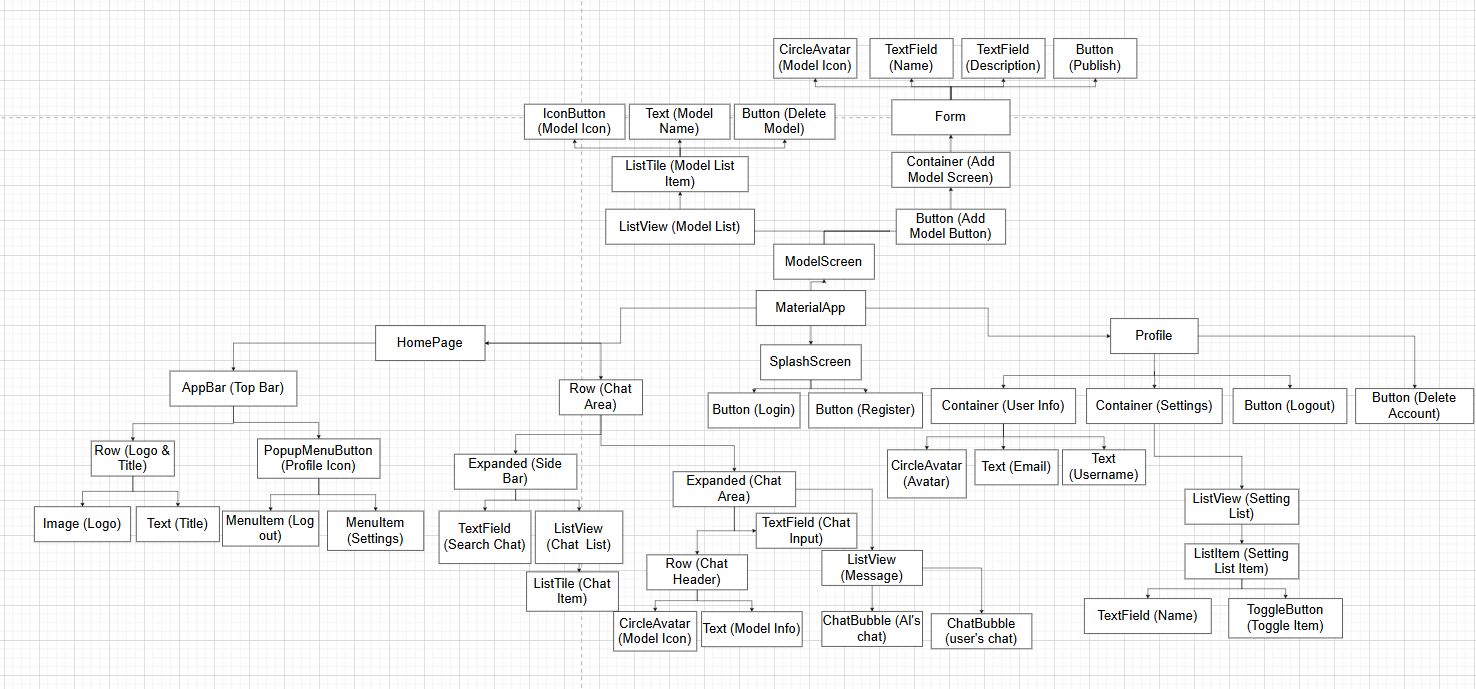 CircleAvatar
(Model Icon)
TextField
(Name)
TextField
(Description)
Button
(Publish)
IconButton
(Model Icon)
Text (Model
Name)
Button (Delete
Model)
Form
ListTile (Model List
Item)
Container (Add
Model Screen)
ListView (Model List)
Button (Add
Model Button)
ModelScreen
MaterialApp
HomePage
Profile
SplashScreen
AppBar (Top Bar)
Row (Chat
Area)
Button (Login)
Button (Register)
Container (User Info)
Container (Settings)
Button (Logout)
Button (Delete
Account)
Row (Logo &
Title)
PopupMenuButton
(Profile Icon)
Expanded (Side
Bar)
Expanded (Chat
Area)
CircleAvatar
(Avatar)
Text (Email)
Text
(Username)
ListView (Setting
List)
Image (Logo)
Text (Title)
MenuItem (Log
out)
MenuItem
(Settings)
TextField
(Search Chat)
ListView
(Chat  List)
TextField (Chat
Input)
Row (Chat
Header)
ListView
(Message)
ListItem (Setting
List Item)
ListTile (Chat
Item)
CircleAvatar
(Model Icon)
Text (Model Info)
ChatBubble (AI's
chat)
ChatBubble
(user's chat)
TextField (Name)
ToggleButton
(Toggle Item)